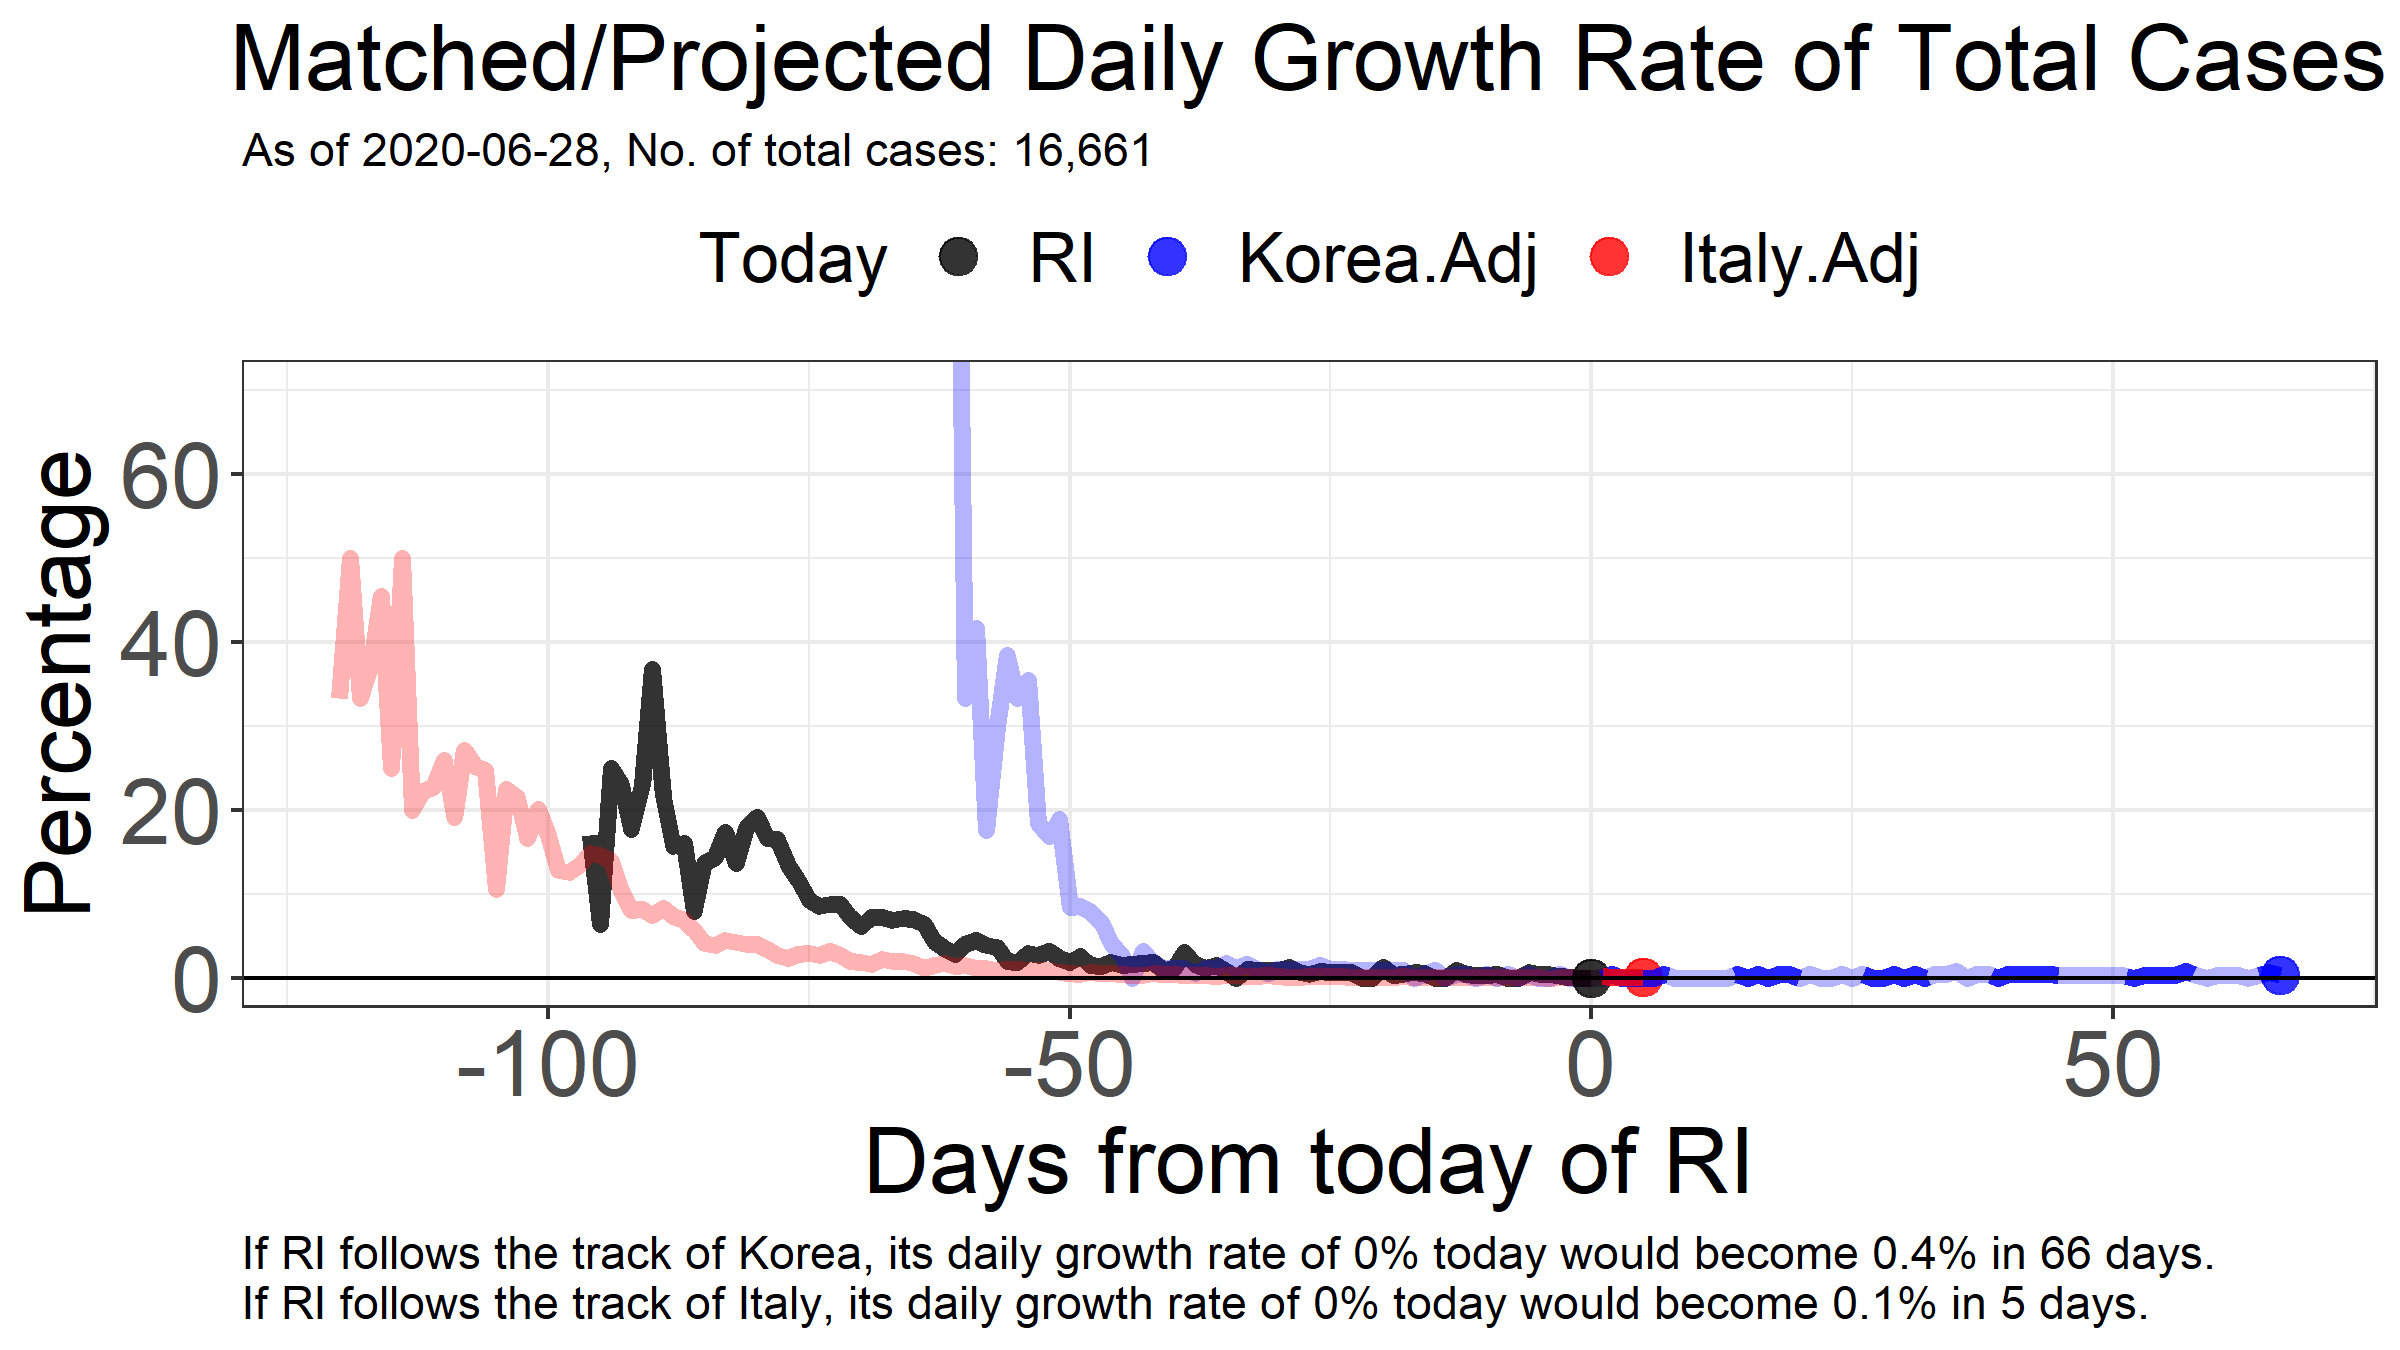 Matched/Projected Daily Growth Rate of Total Cases
As of 2020-06-28, No. of total cases: 16,661
Today RI Korea.Adj Italy.Adj
Percentage
60
40
20
0
-100 -50 0 50
Days from today of RI
If RI follows the track of Korea, its daily growth rate of 0% today would become 0.4% in 66 days.
If RI follows the track of Italy, its daily growth rate of 0% today would become 0.1% in 5 days.